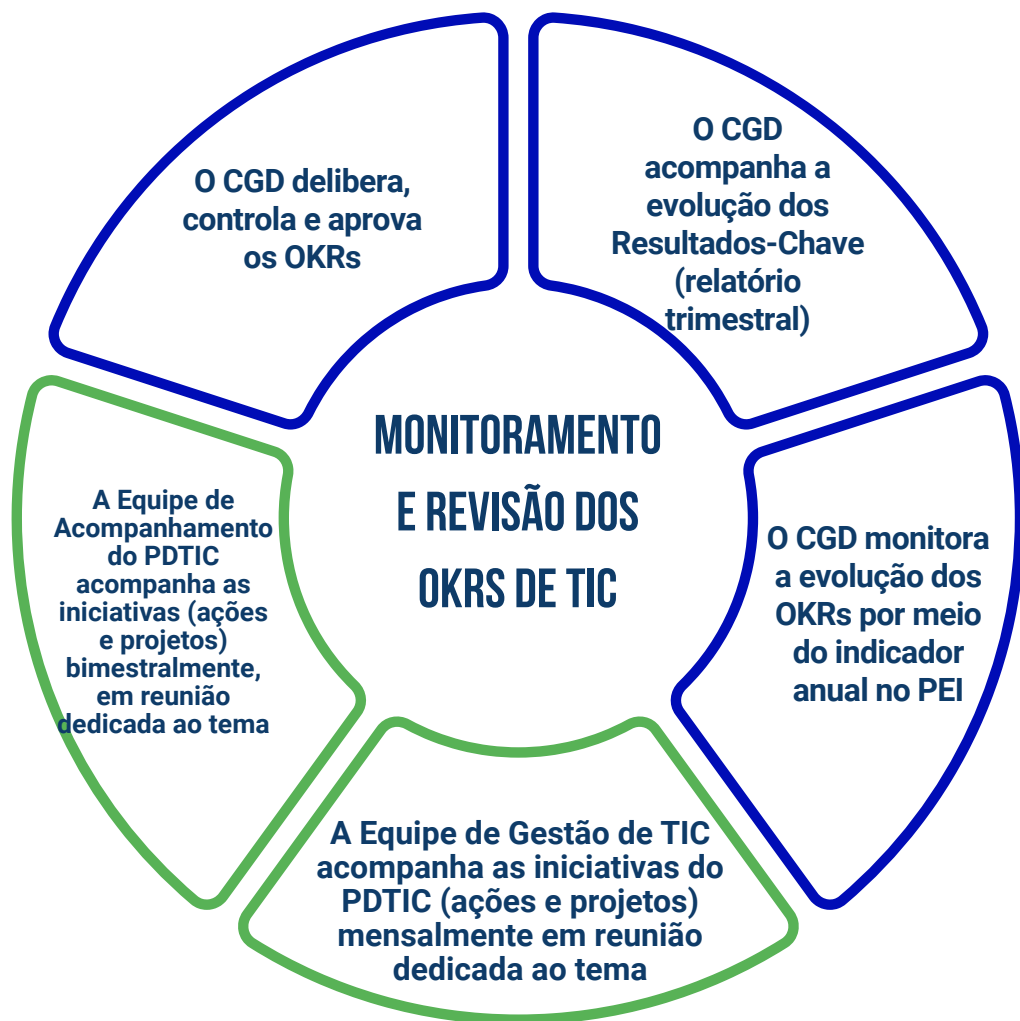 O CGD delibera,
controla e aprova
os OKRs
O CGD
acompanha a
evolução dos
Resultados-Chave
(relatório
trimestral)
MONITORAMENTO
E REVISÃO DOS
OKRS DE TIC
O CGD monitora
a evolução dos
OKRs por meio
do indicador
anual no PEI
A Equipe de Gestão de TIC
acompanha as iniciativas do
PDTIC (ações e projetos)
mensalmente em reunião
dedicada ao tema
A Equipe de
Acompanhamento
do PDTIC
acompanha as
iniciativas (ações
e projetos)
bimestralmente,
em reunião
dedicada ao tema